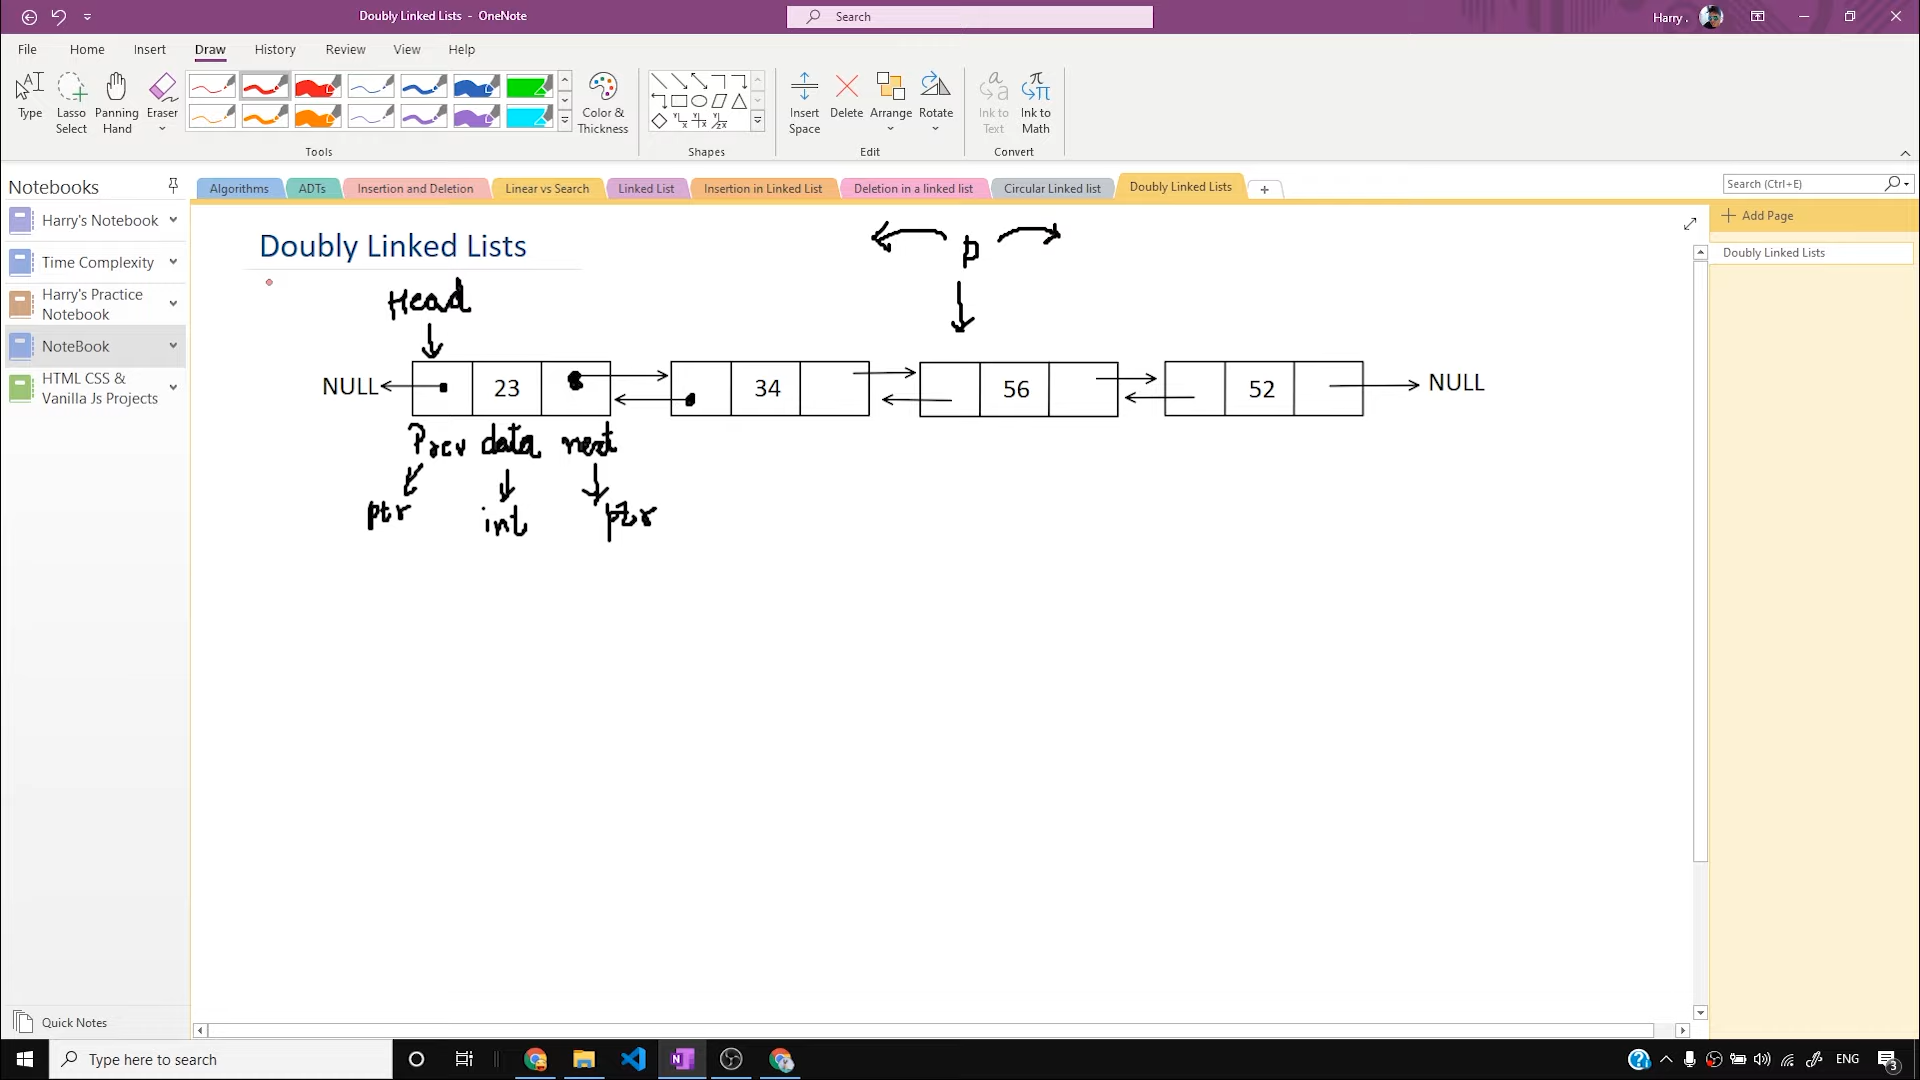 Doubly Linked Lists - OneNote
Search
Harry .
File Home Insert Draw History Review View Help
Type
Lasso Select
Panning Hand
Eraser
Color & Thickness
Insert Space
Delete
Arrange
Rotate
Ink to Text
Ink to Math
Tools
Shapes
Edit
Convert
Notebooks
Algorithms ADTs Insertion and Deletion Linear vs Search Linked List Insertion in Linked List Deletion in a linked list Circular Linked list Doubly Linked Lists +
Search (Ctrl+E)
Harry's Notebook
Time Complexity
Harry's Practice
Notebook
NoteBook
HTML CSS &
Vanilla Js Projects
Quick Notes
Add Page
Doubly Linked Lists
Doubly Linked Lists
p
Head
NULL 23 34 56 52 NULL
Prev data next
ptr int ptr
Type here to search
ENG
3